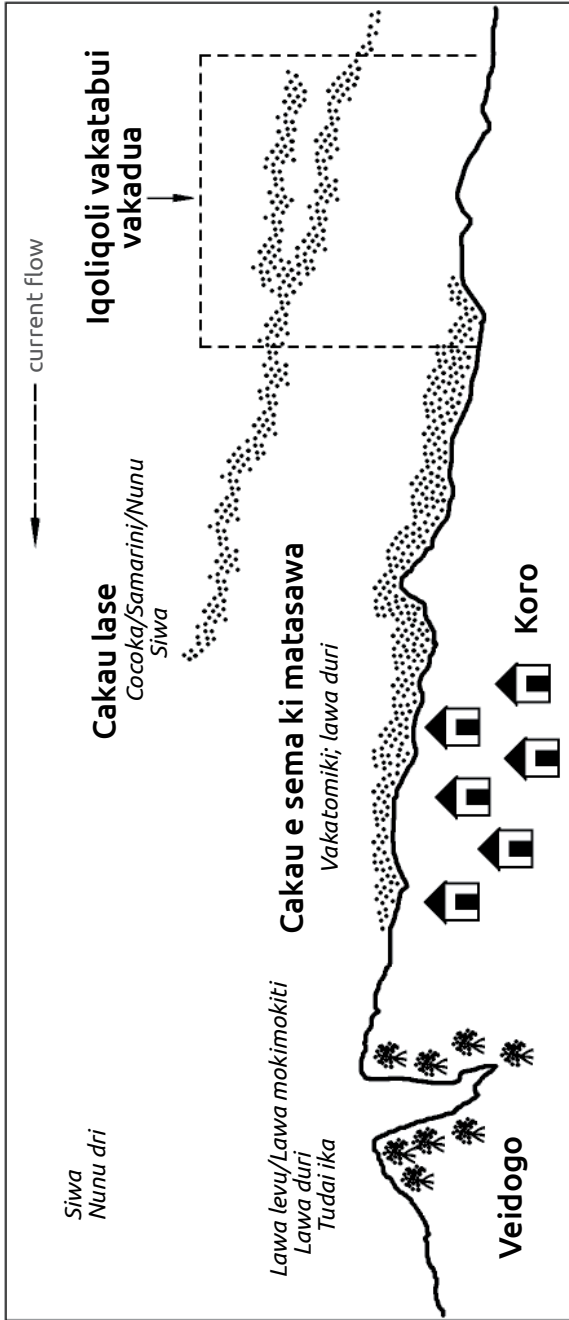 Siwa
Nunu dri
Lawa levu/Lawa mokimokiti
Lawa duri
Tudai ika
Veidogo
Cakau lase
Cocoka/Samarini/Nunu
Siwa
Cakau e sema ki matasawa
Vakatomiki; lawa duri
Koro
current flow
Iqoliqoli vakatabui
vakadua